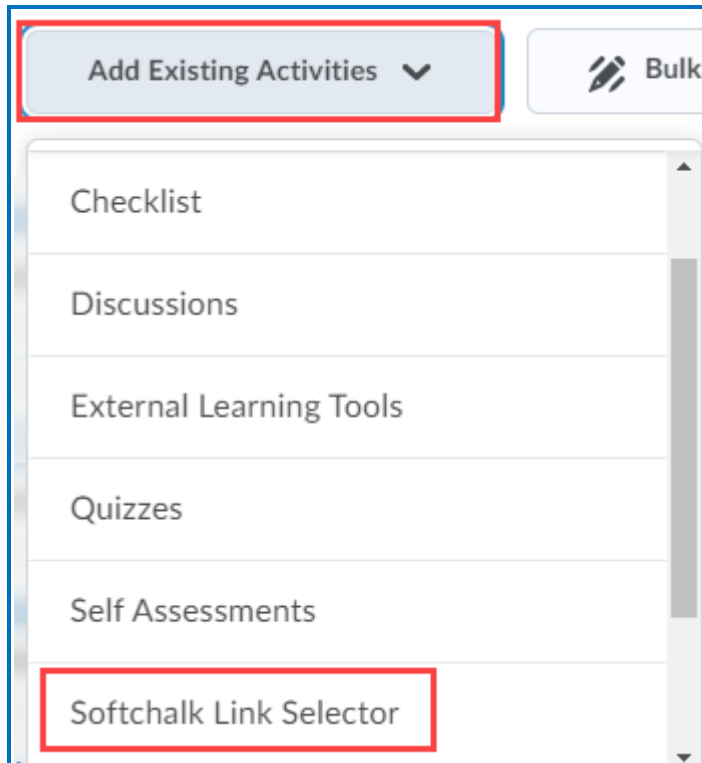 Add Existing Activities
Bulk
Checklist
Discussions
External Learning Tools
Quizzes
Self Assessments
Softchalk Link Selector